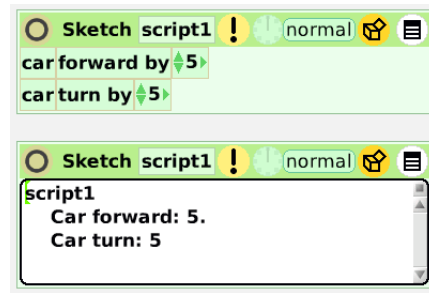 Sketch script1 ! normal
car forward by 5
car turn by 5
Sketch script1 ! normal
script1
Car forward: 5.
Car turn: 5